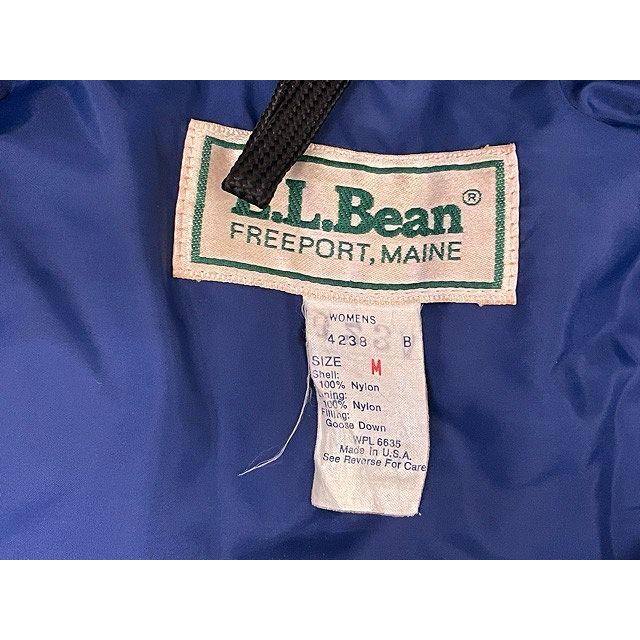 L.L.Bean®
FREEPORT, MAINE
WOMENS
4238 B
SIZE M
Shell:
100% Nylon
Lining:
100% Nylon
Filling:
Goose Down
WPL 6635
Made in U.S.A.
See Reverse For Care